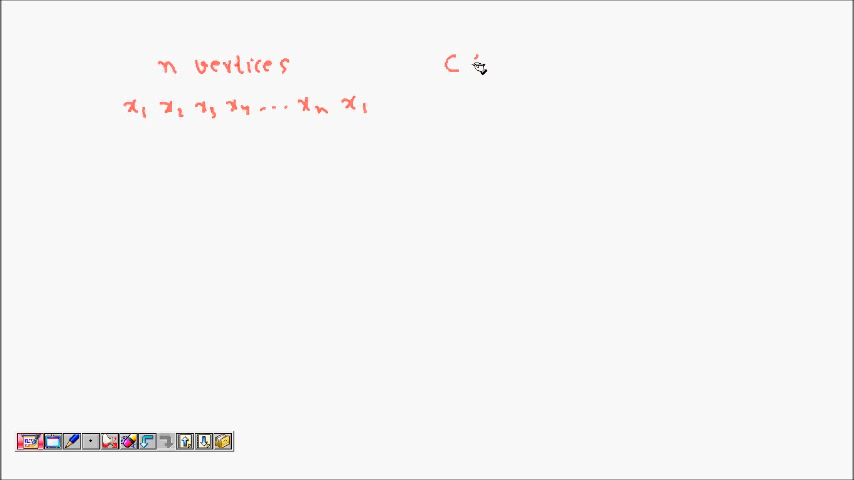 n vertices C
x₁ x₂ x₃ x₄ ... xₙ x₁